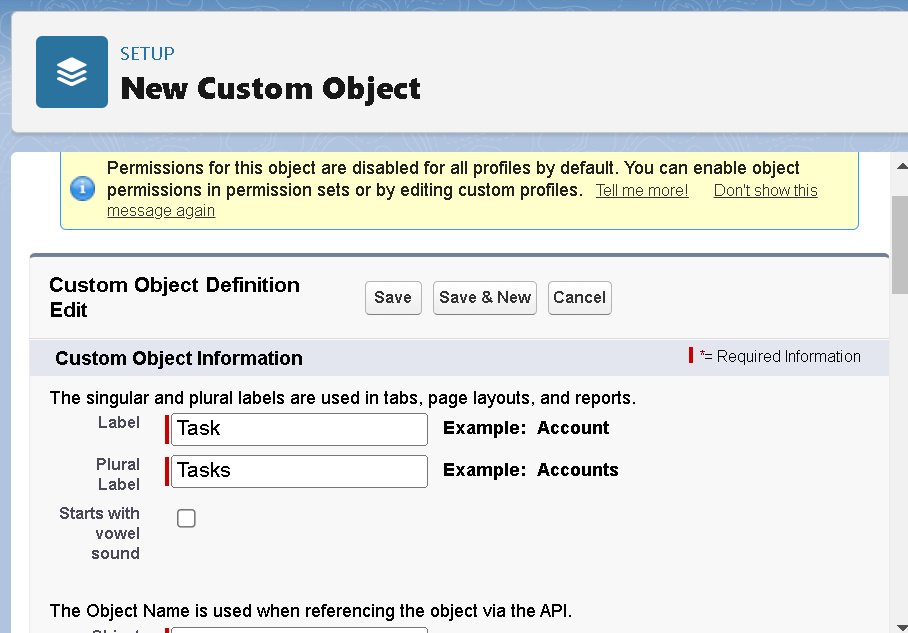 SETUP
New Custom Object
Permissions for this object are disabled for all profiles by default. You can enable object
permissions in permission sets or by editing custom profiles. Tell me more! Don't show this
message again
Custom Object Definition
Edit
Save Save & New Cancel
Custom Object Information
*= Required Information
The singular and plural labels are used in tabs, page layouts, and reports.
Label Task Example: Account
Plural
Label
Tasks Example: Accounts
Starts with
vowel
sound
The Object Name is used when referencing the object via the API.